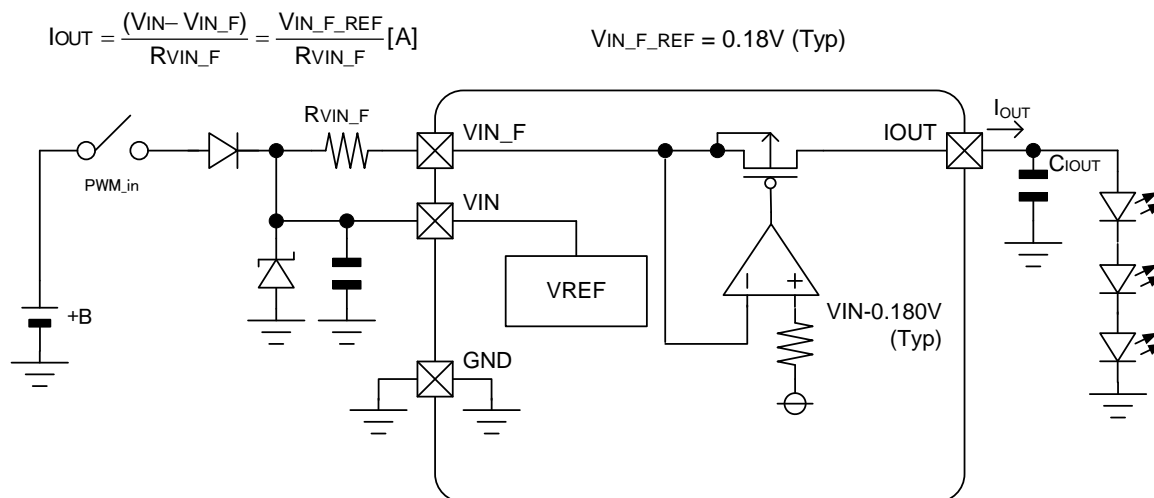 IOUT = (VIN– VIN_F) / RVIN_F = VIN_F_REF / RVIN_F [A]
VIN_F_REF = 0.18V (Typ)
RVIN_F
VIN_F
IOUT
IOUT
PWM_in
CIOUT
VIN
VREF
+B
VIN-0.180V
(Typ)
GND